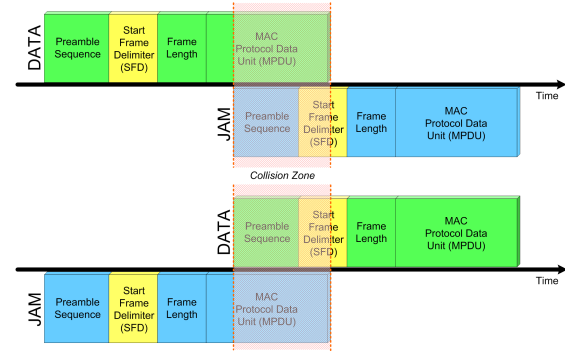 DATA
Preamble
Sequence
Start
Frame
Delimiter
(SFD)
Frame
Length
MAC
Protocol Data
Unit (MPDU)
Time
JAM
Preamble
Sequence
Start
Frame
Delimiter
(SFD)
Frame
Length
MAC
Protocol Data
Unit (MPDU)
Collision Zone
DATA
Preamble
Sequence
Start
Frame
Delimiter
(SFD)
Frame
Length
MAC
Protocol Data
Unit (MPDU)
Time
JAM
Preamble
Sequence
Start
Frame
Delimiter
(SFD)
Frame
Length
MAC
Protocol Data
Unit (MPDU)